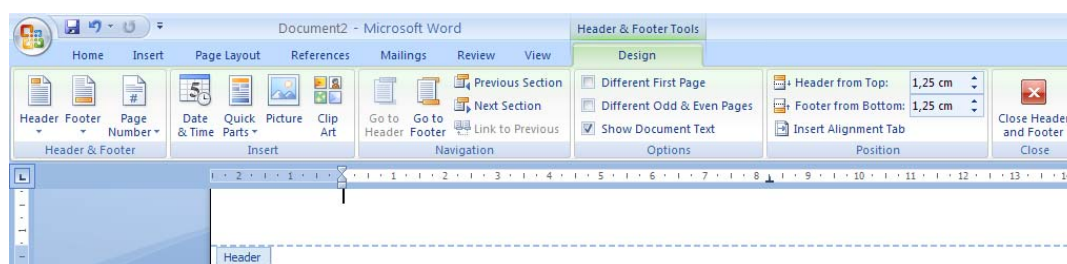 Document2 - Microsoft Word
Header & Footer Tools
Home Insert Page Layout References Mailings Review View Design
Header
Footer
Page
Number
Header & Footer
Date
& Time
Quick
Parts
Picture
Clip
Art
Insert
Go to
Header
Go to
Footer
Previous Section
Next Section
Link to Previous
Navigation
Different First Page
Different Odd & Even Pages
Show Document Text
Options
Header from Top: 1,25 cm
Footer from Bottom: 1,25 cm
Insert Alignment Tab
Position
Close Header
and Footer
Close
L
2 1 1 2 3 4 5 6 7 8 9 10 11 12 13
Header